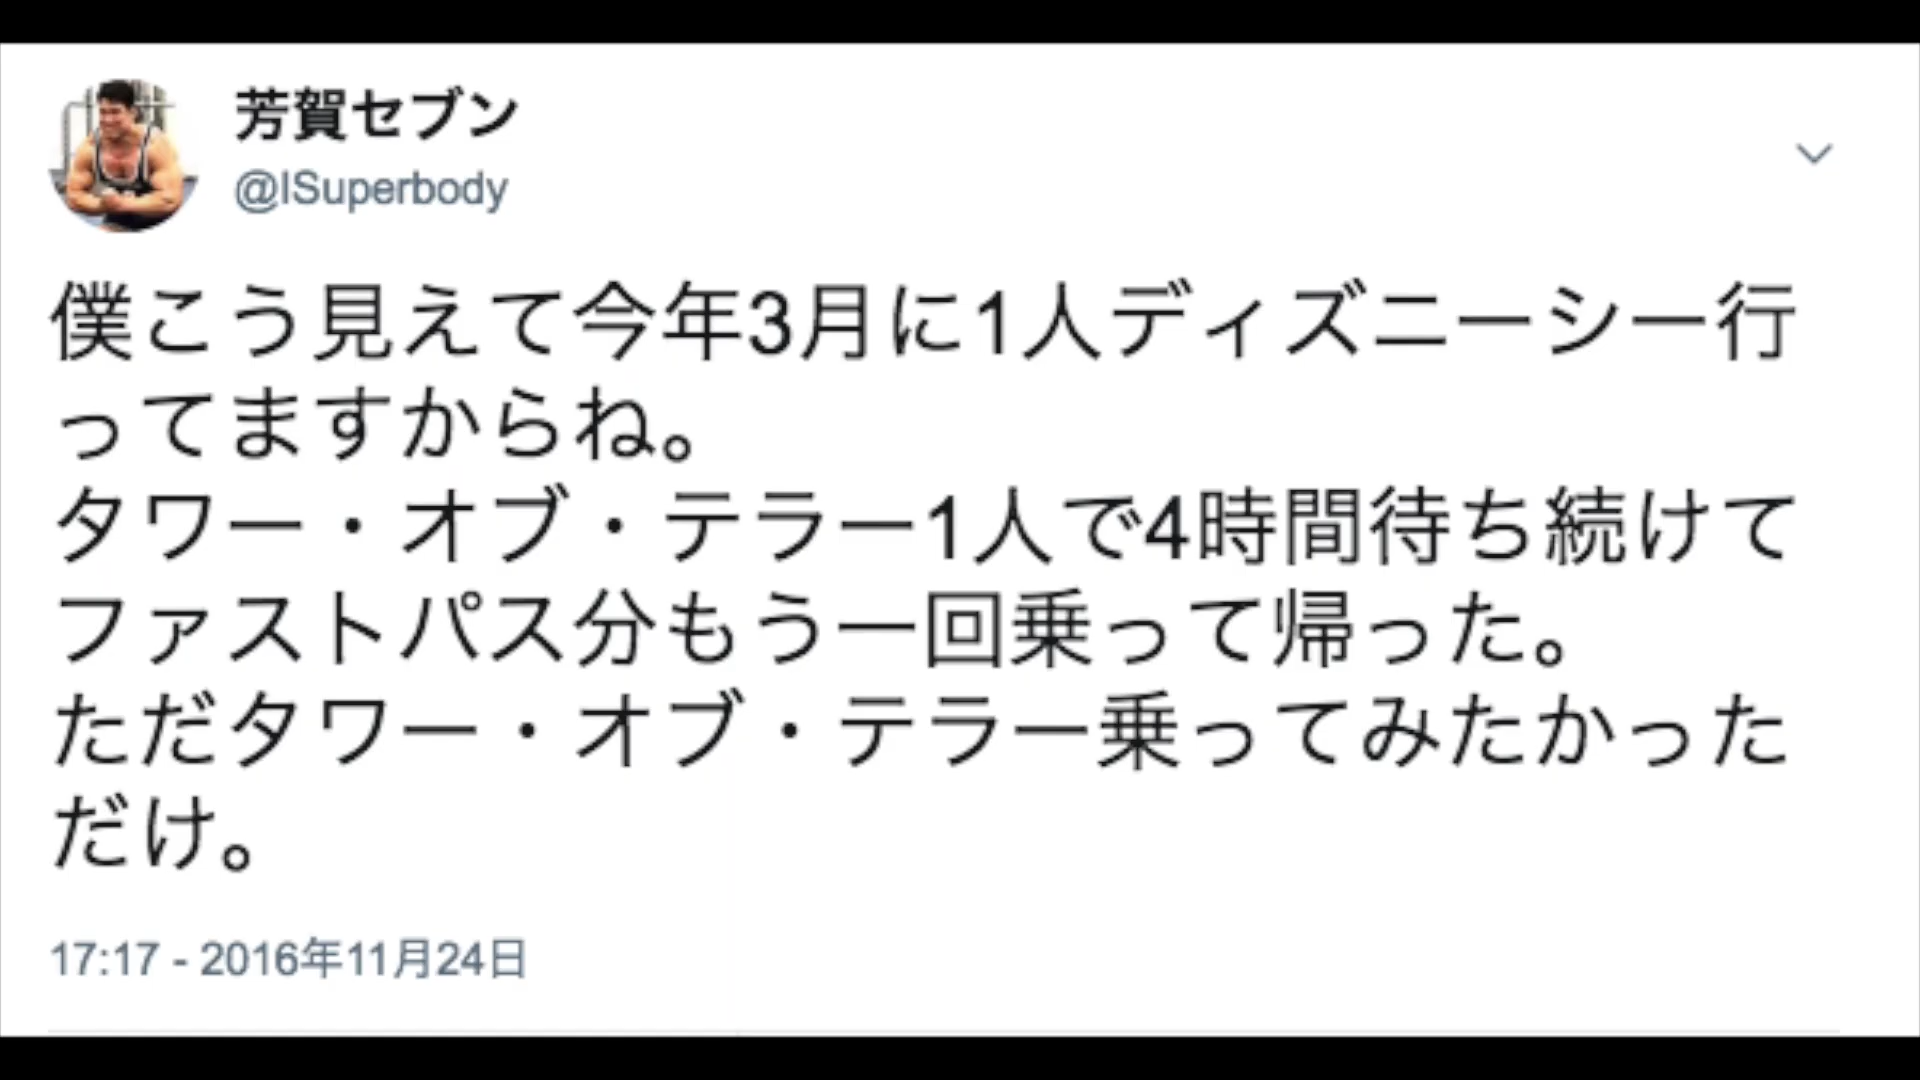 芳賀セブン
@ISuperbody
僕こう見えて今年3月に1人ディズニーシー行
ってますからね。
タワー・オブ・テラー1人で4時間待ち続けて
ファストパス分もう一回乗って帰った。
ただタワー・オブ・テラー乗ってみたかった
だけ。
17:17 - 2016年11月24日